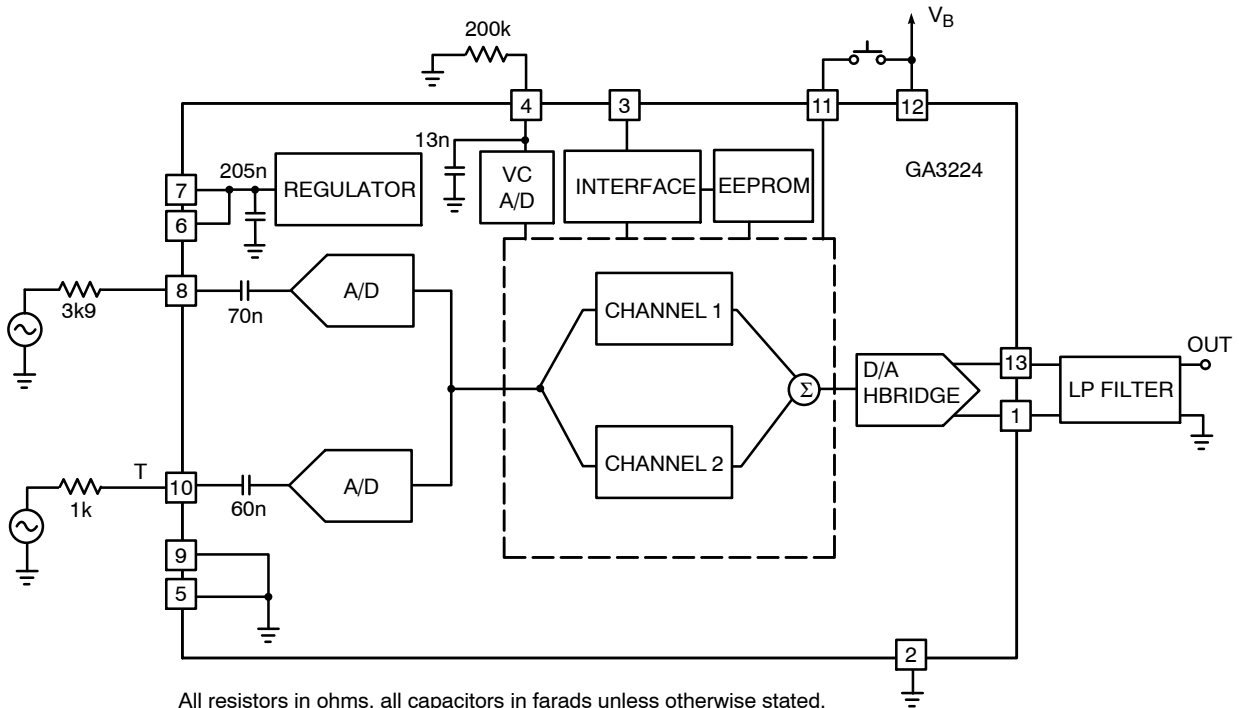 200k
V_B
4
3
11
12
13n
205n
REGULATOR
VC
A/D
INTERFACE
EEPROM
GA3224
7
6
8
3k9
70n
A/D
CHANNEL 1
Σ
D/A
HBRIDGE
13
1
LP FILTER
OUT
CHANNEL 2
T
10
1k
60n
A/D
9
5
2
All resistors in ohms, all capacitors in farads unless otherwise stated.